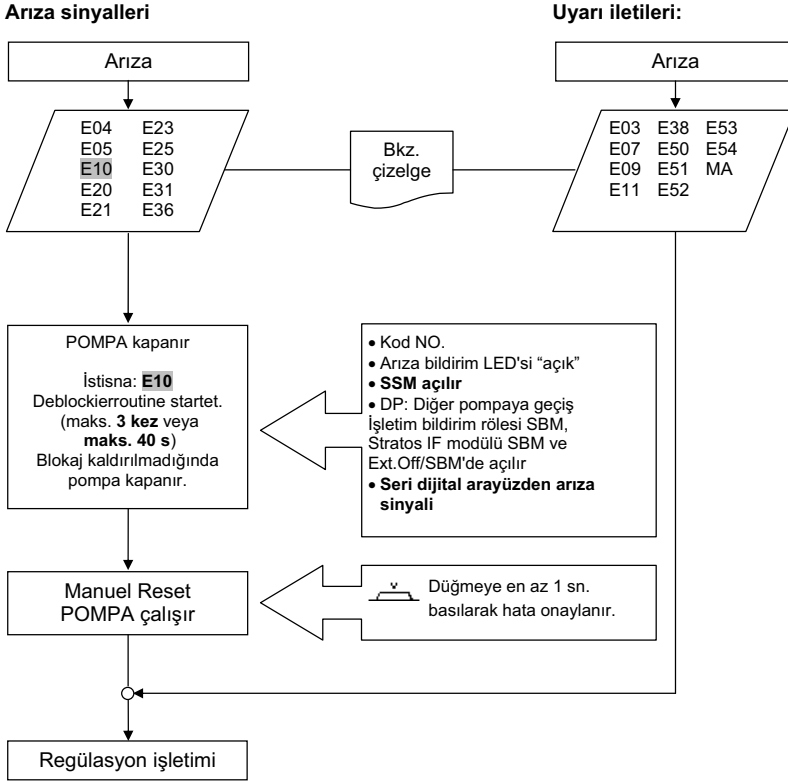 Arıza sinyalleri
Uyarı iletileri:
Arıza
Arıza
E04 E23
E05 E25
E10 E30
E20 E31
E21 E36
Bkz.
çizelge
E03 E38 E53
E07 E50 E54
E09 E51 MA
E11 E52
POMPA kapanır
İstisna: E10
Deblockierroutine startet.
(maks. 3 kez veya
maks. 40 s)
Blokaj kaldırılmadığında
pompa kapanır.
• Kod NO.
• Arıza bildirim LED'si “açık”
• SSM açılır
• DP: Diğer pompaya geçiş
İşletim bildirim rölesi SBM,
Stratos IF modülü SBM ve
Ext.Off/SBM'de açılır
• Seri dijital arayüzden arıza
sinyali
Manuel Reset
POMPA çalışır
Düğmeye en az 1 sn.
basılarak hata onaylanır.
Regülasyon işletimi